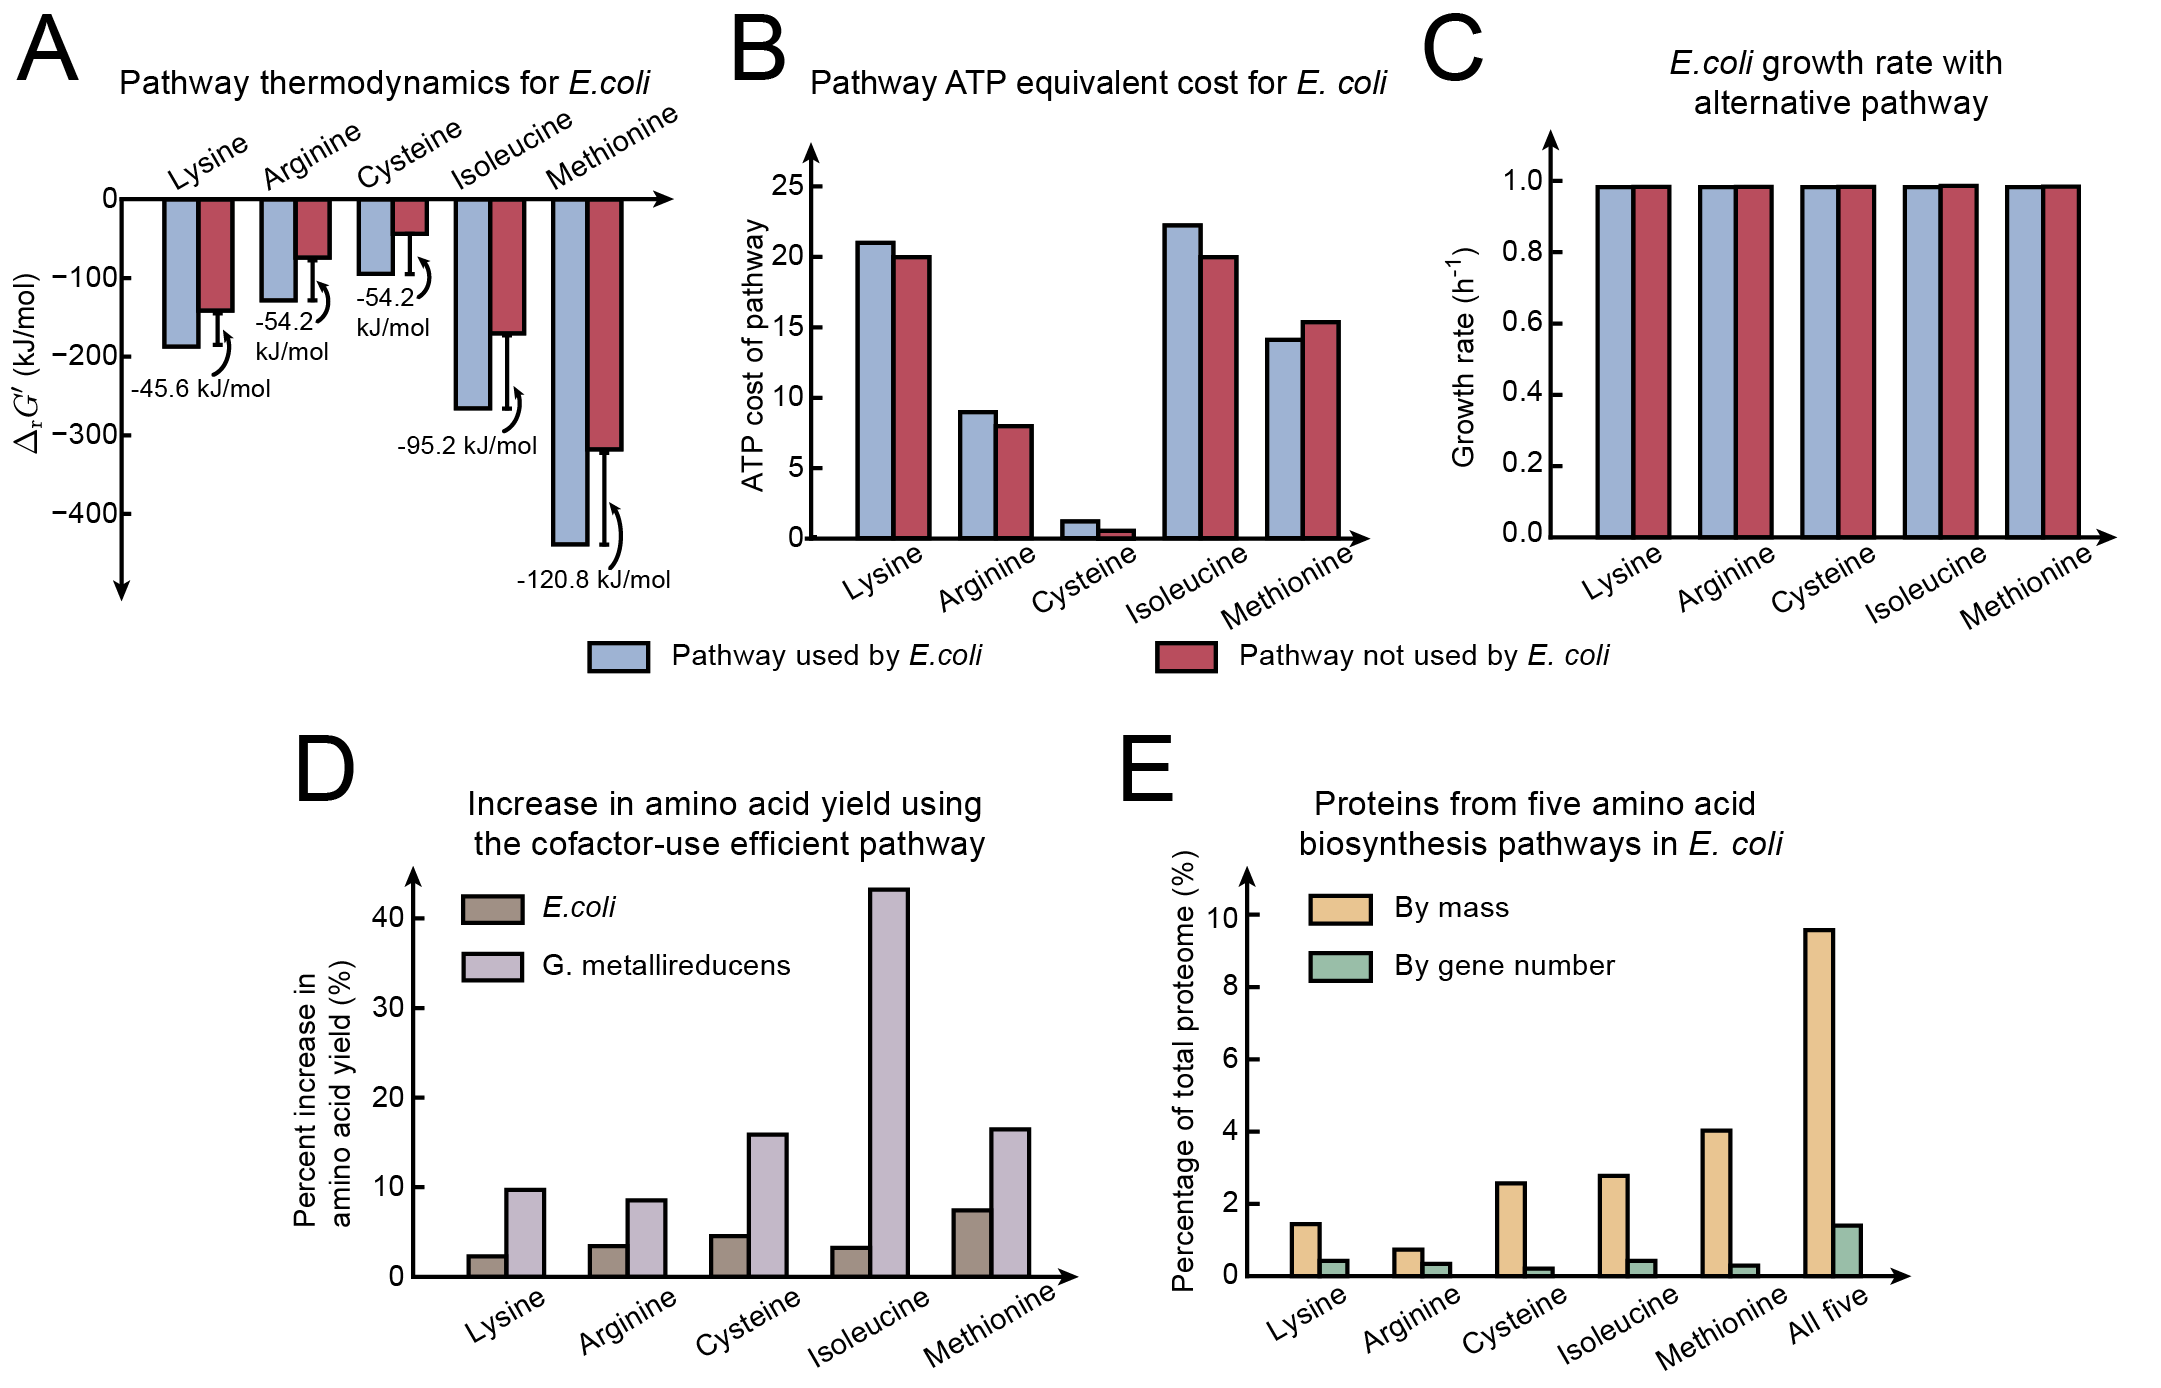 A
Pathway thermodynamics for E.coli
Lysine
Arginine
Cysteine
Isoleucine
Methionine
0
−100
−200
−300
−400
ΔrG′ (kJ/mol)
-45.6 kJ/mol
-54.2
kJ/mol
-54.2
kJ/mol
-95.2 kJ/mol
-120.8 kJ/mol
B
Pathway ATP equivalent cost for E. coli
ATP cost of pathway
25
20
15
10
5
0
Lysine
Arginine
Cysteine
Isoleucine
Methionine
C
E.coli growth rate with
alternative pathway
Growth rate (h-1)
1.0
0.8
0.6
0.4
0.2
0.0
Lysine
Arginine
Cysteine
Isoleucine
Methionine
Pathway used by E.coli
Pathway not used by E. coli
D
Increase in amino acid yield using
the cofactor-use efficient pathway
Percent increase in
amino acid yield (%)
40
30
20
10
0
E.coli
G. metallireducens
Lysine
Arginine
Cysteine
Isoleucine
Methionine
E
Proteins from five amino acid
biosynthesis pathways in E. coli
Percentage of total proteome (%)
10
8
6
4
2
0
By mass
By gene number
Lysine
Arginine
Cysteine
Isoleucine
Methionine
All five